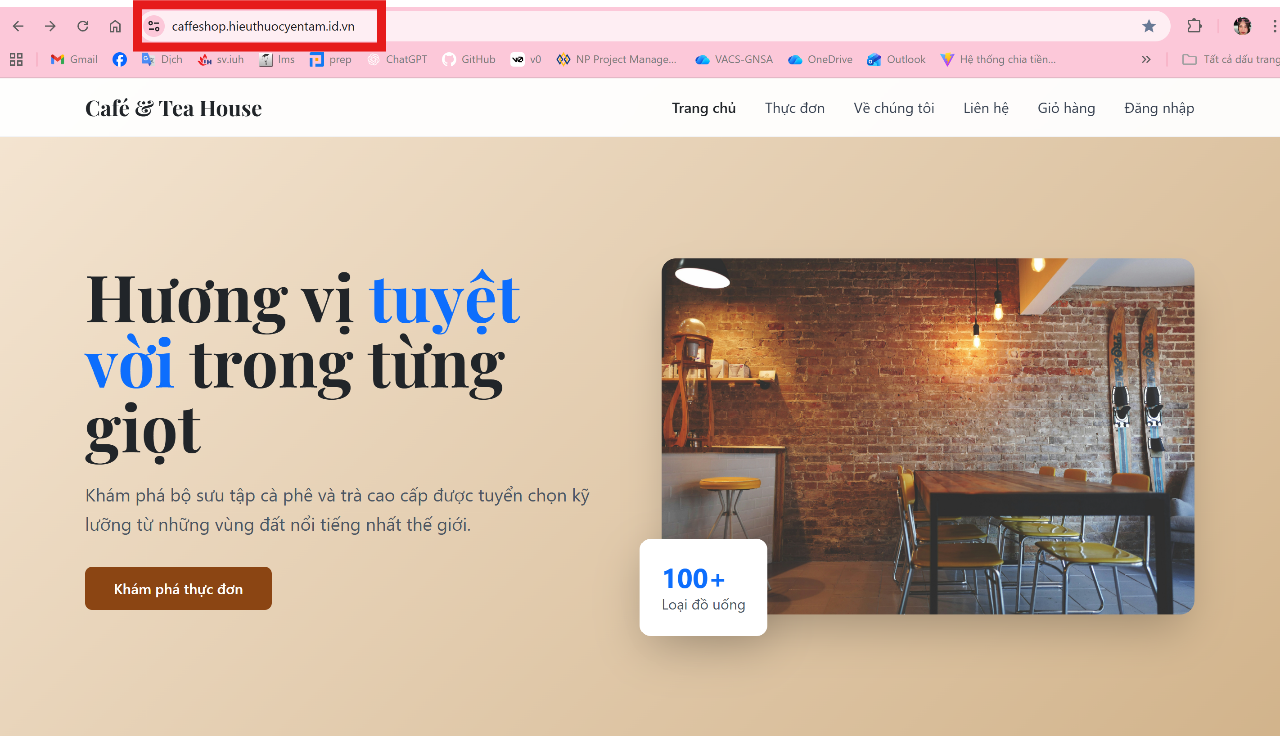 caffeshop.hieuthuocyentam.id.vn
Gmail Dịch sv.iuh lms prep ChatGPT GitHub v0 NP Project Manage... VACS-GNSA OneDrive Outlook Hệ thống chia tiền... » Tất cả dấu trang
Café & Tea House Trang chủ Thực đơn Về chúng tôi Liên hệ Giỏ hàng Đăng nhập
Hương vị tuyệt
vời trong từng
giọt
Khám phá bộ sưu tập cà phê và trà cao cấp được tuyển chọn kỹ
lưỡng từ những vùng đất nổi tiếng nhất thế giới.
Khám phá thực đơn
100+
Loại đồ uống